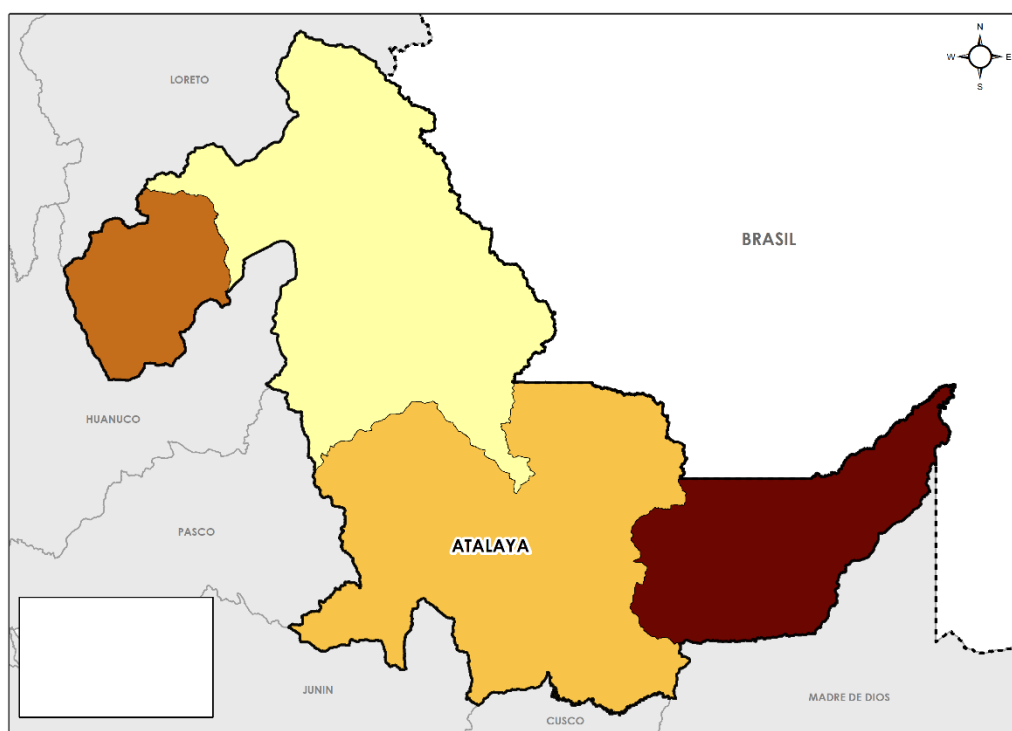 N
W
E
S
LORETO
BRASIL
HUANUCO
PASCO
ATALAYA
JUNIN
MADRE DE DIOS
CUSCO